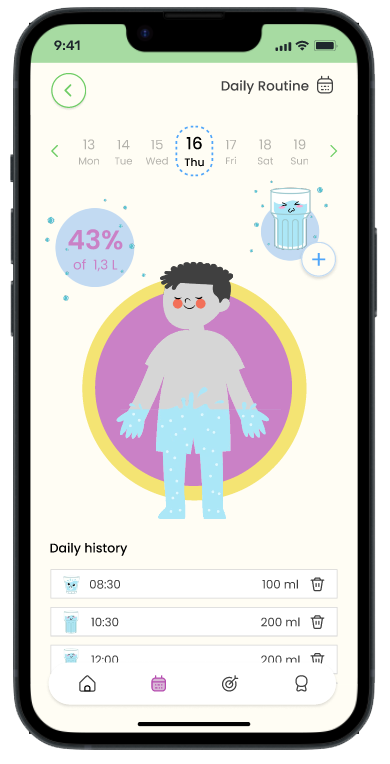 9:41
Daily Routine
13 14 15 16 17 18 19
Mon Tue Wed Thu Fri Sat Sun
43%
of 1,3 L
+
Daily history
08:30 100 ml
10:30 200 ml
12:00 200 ml